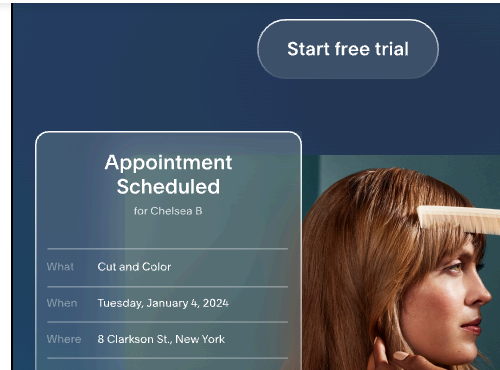 Start free trial
Appointment
Scheduled
for Chelsea B
What Cut and Color
When Tuesday, January 4, 2024
Where 8 Clarkson St., New York